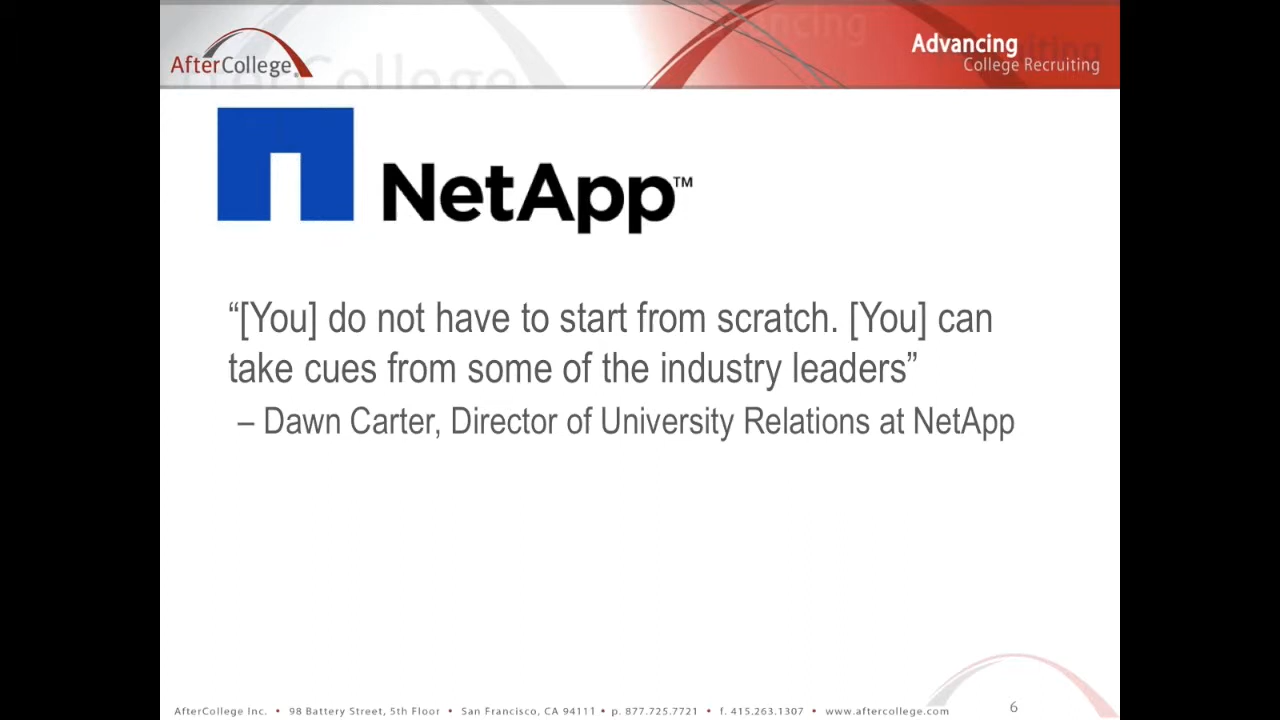 AfterCollege
Advancing
College Recruiting
NetApp™
“[You] do not have to start from scratch. [You] can
take cues from some of the industry leaders”
– Dawn Carter, Director of University Relations at NetApp
AfterCollege Inc. • 98 Battery Street, 5th Floor • San Francisco, CA 94111 • p. 877.725.7721 • f. 415.263.1307 • www.aftercollege.com
6